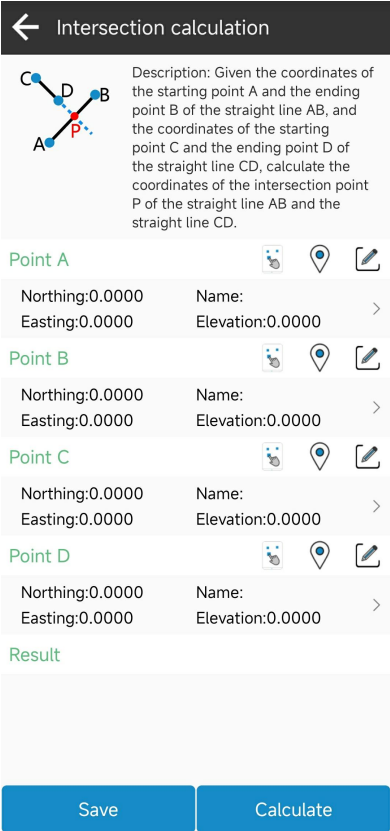 Intersection calculation
Description: Given the coordinates of
the starting point A and the ending
point B of the straight line AB, and
the coordinates of the starting
point C and the ending point D of
the straight line CD, calculate the
coordinates of the intersection point
P of the straight line AB and the
straight line CD.
C
D
B
P
A
Point A
Northing:0.0000 Name:
Easting:0.0000 Elevation:0.0000
Point B
Northing:0.0000 Name:
Easting:0.0000 Elevation:0.0000
Point C
Northing:0.0000 Name:
Easting:0.0000 Elevation:0.0000
Point D
Northing:0.0000 Name:
Easting:0.0000 Elevation:0.0000
Result
Save Calculate